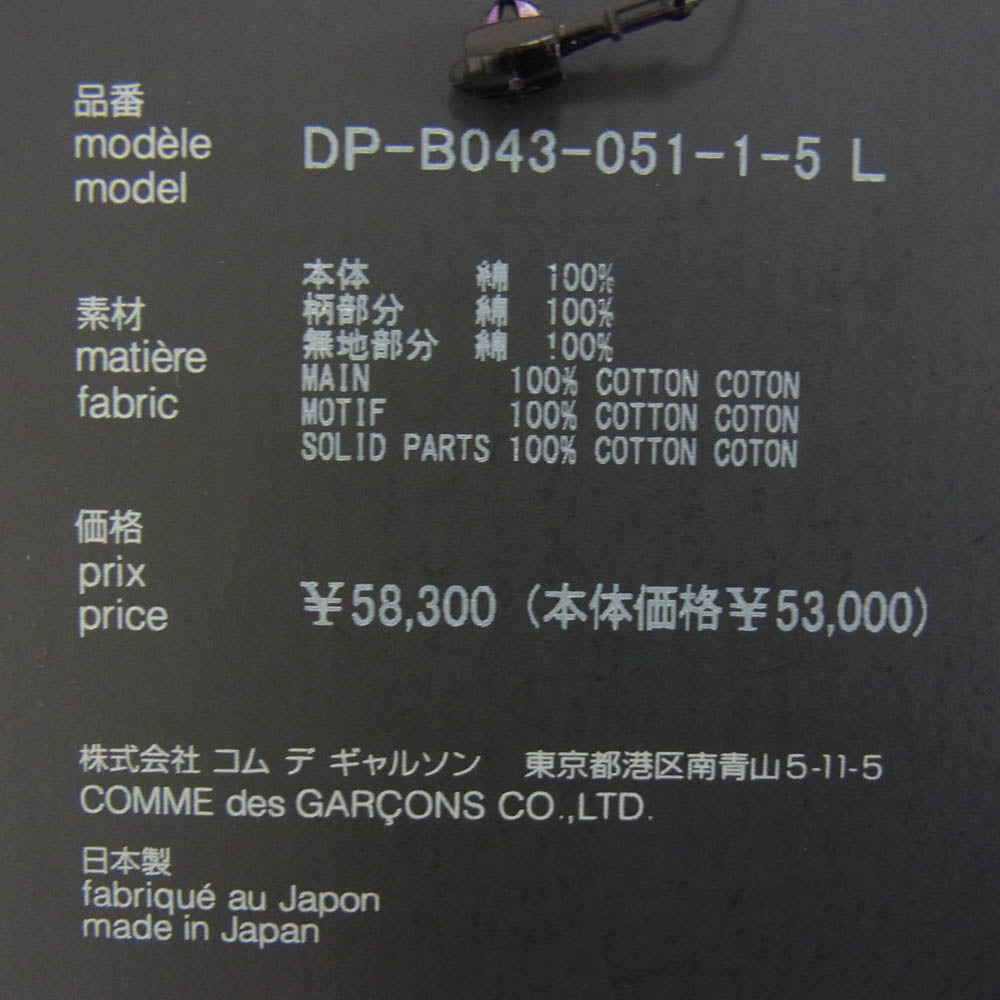 品番
modèle
model
DP-B043-051-1-5 L
素材
matière
fabric
本体 綿 100%
柄部分 綿 100%
無地部分 綿 100%
MAIN 100% COTTON COTON
MOTIF 100% COTTON COTON
SOLID PARTS 100% COTTON COTON
価格
prix
price
¥58,300 (本体価格¥53,000)
株式会社 コム デ ギャルソン 東京都港区南青山5-11-5
COMME des GARÇONS CO.,LTD.
日本製
fabriqué au Japon
made in Japan